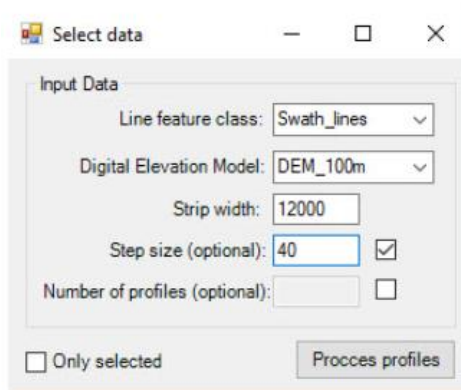 Select data
Input Data
Line feature class: Swath_lines
Digital Elevation Model: DEM_100m
Strip width: 12000
Step size (optional): 40
Number of profiles (optional):
Only selected Procces profiles